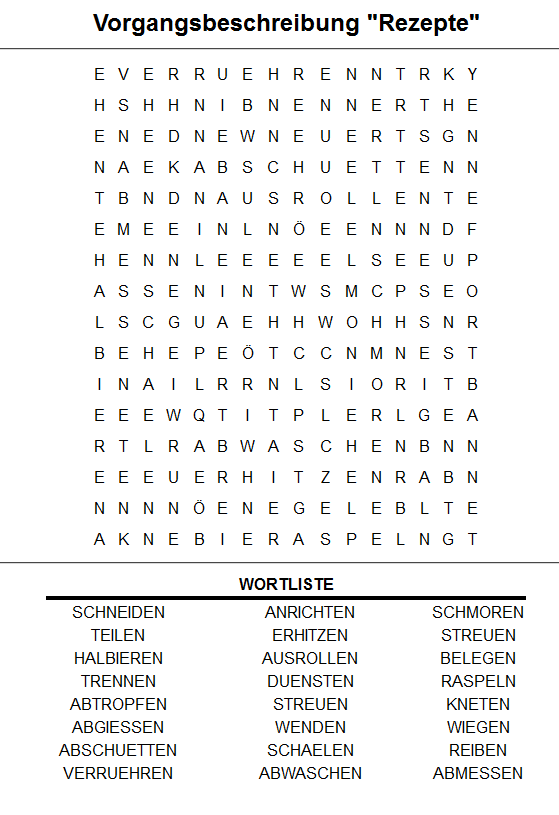 Vorgangsbeschreibung "Rezepte"
E V E R R U E H R E N N T R K Y
H S H H N I B N E N N E R T H E
E N E D N E W N E U E R T S G N
N A E K A B S C H U E T T E N N
T B N D N A U S R O L L E N T E
E M E E I N L N Ö E E N N N D F
H E N N L E E E E E L S E E U P
A S S E N I N T W S M C P S E O
L S C G U A E H H W O H H S N R
B E H E P E Ö T C C N M N E S T
I N A I L R R N L S I O R I T B
E E E W Q T I T P L E R L G E A
R T L R A B W A S C H E N B N N
E E E U E R H I T Z E N R A B N
N N N N Ö E N E G E L E B L T E
A K N E B I E R A S P E L N G T
WORTLISTE
SCHNEIDEN ANRICHTEN SCHMOREN
TEILEN ERHITZEN STREUEN
HALBIEREN AUSROLLEN BELEGEN
TRENNEN DUENSTEN RASPELN
ABTROPFEN STREUEN KNETEN
ABGIESSEN WENDEN WIEGEN
ABSCHUETTEN SCHAELEN REIBEN
VERRUEHREN ABWASCHEN ABMESSEN